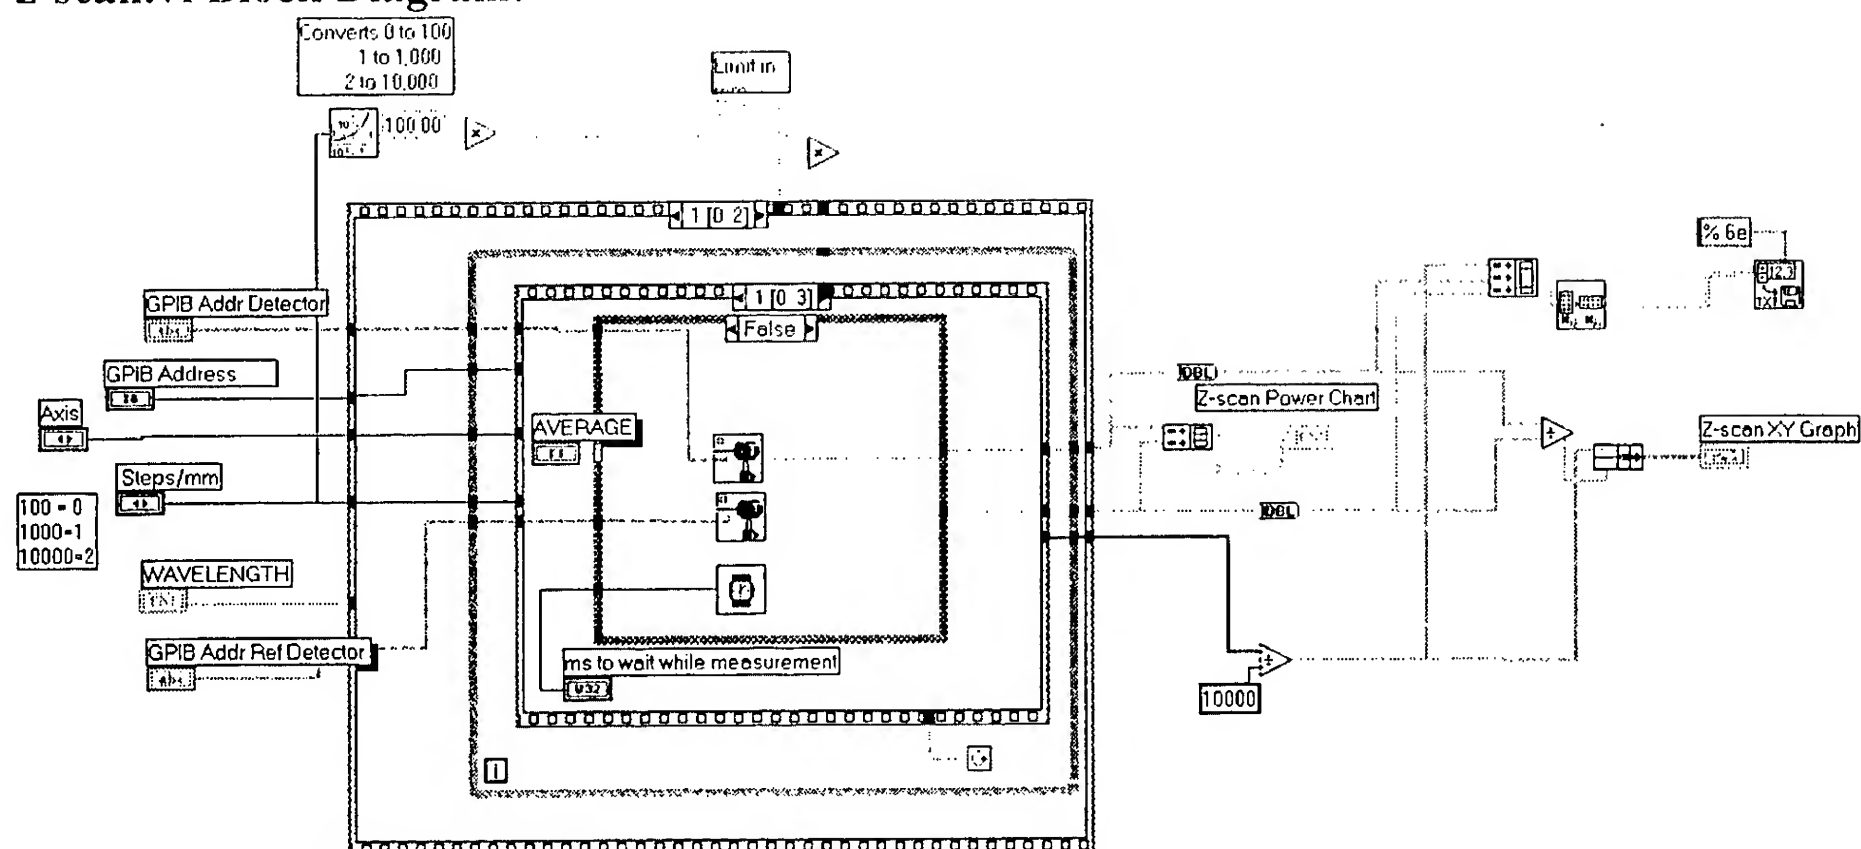 Z-scan.vi Block Diagram:
Converts 0 to 100
1 to 1,000
2 to 10,000
Limit in
100.00
1 [0 2]
% 6e
1 [0 3]
GPIB Addr Detector
abc
False
GPIB Address
Axis
DBL
Z-scan Power Chart
AVERAGE
Z-scan XY Graph
Steps/mm
100 = 0
1000=1
10000=2
DBL
WAVELENGTH
GPIB Addr Ref Detector
abc
ms to wait while measurement
U32
10000
i